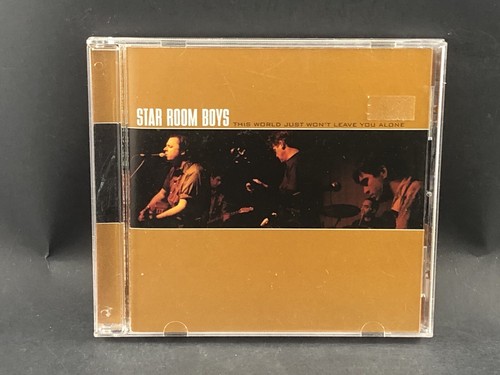 STAR ROOM BOYS
THIS WORLD JUST WON'T LEAVE YOU ALONE